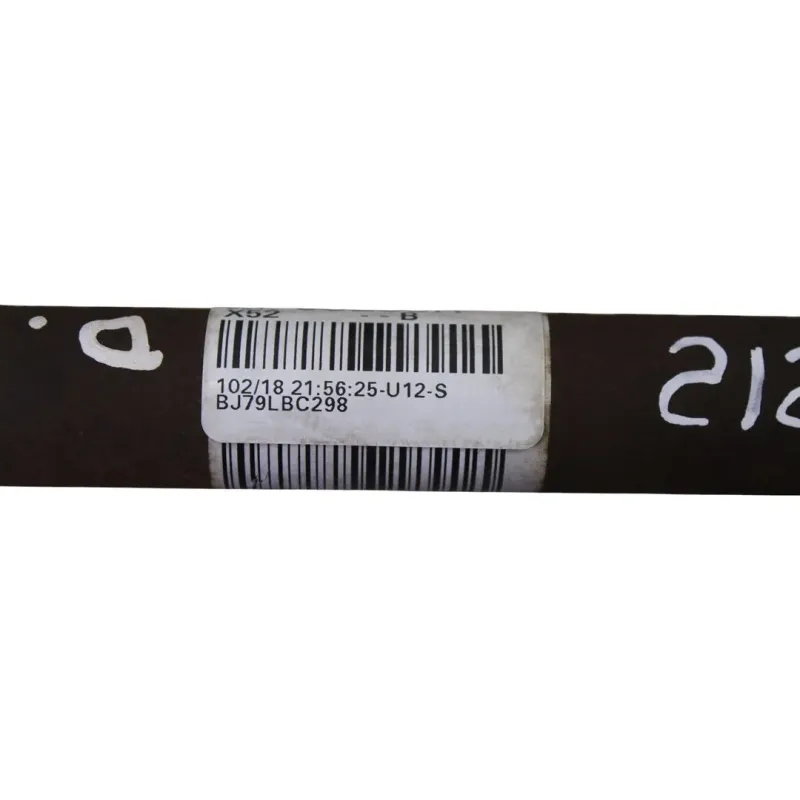 X52 - - B
102/18 21:56:25-U12-S
BJ79LBC298
D.
212